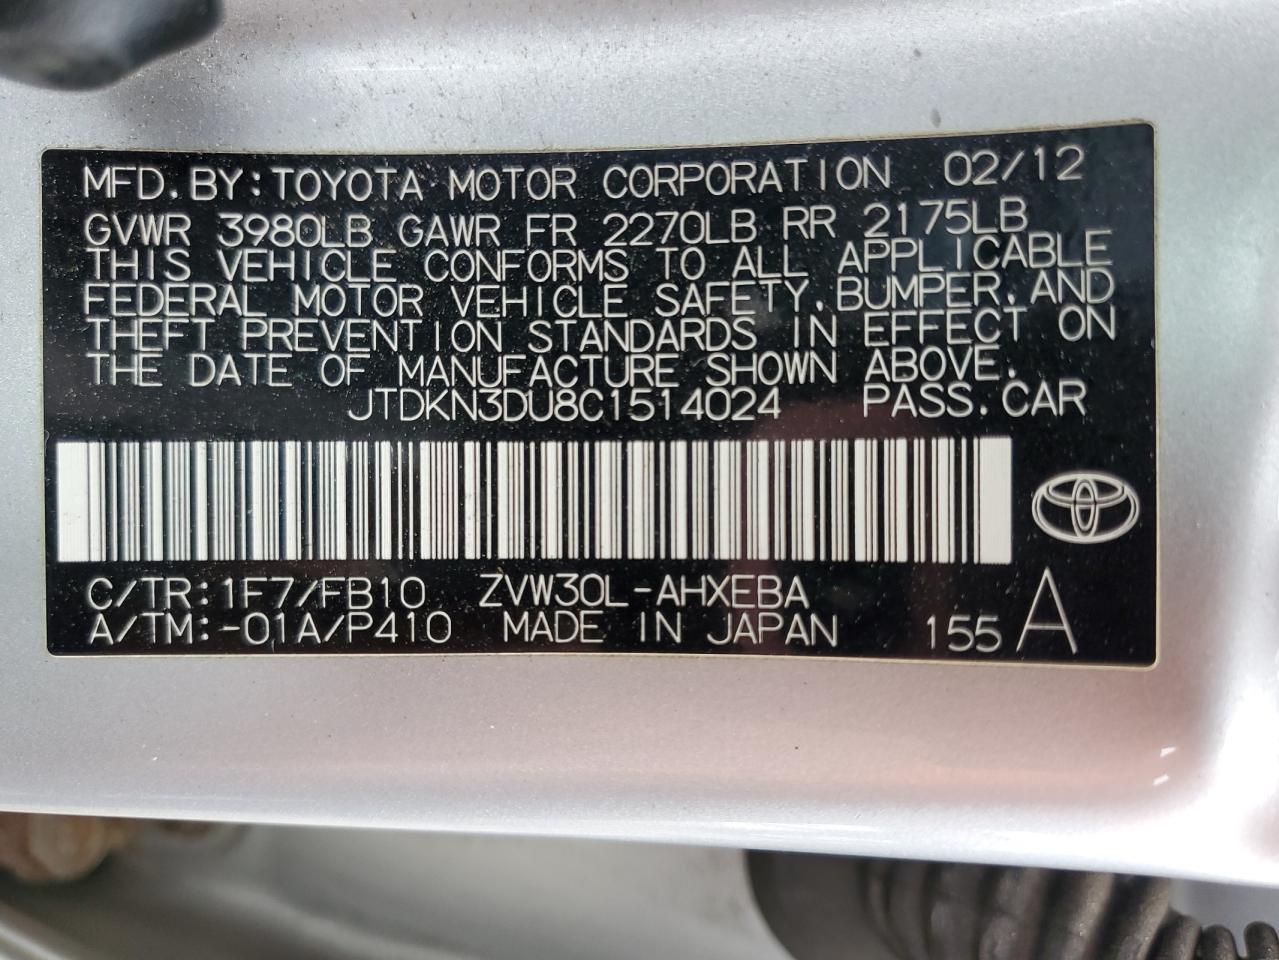 MFD.BY:TOYOTA MOTOR CORPORATION 02/12
GVWR 3980LB GAWR FR 2270LB RR 2175LB
THIS VEHICLE CONFORMS TO ALL APPLICABLE
FEDERAL MOTOR VEHICLE SAFETY,BUMPER,AND
THEFT PREVENTION STANDARDS IN EFFECT ON
THE DATE OF MANUFACTURE SHOWN ABOVE.
JTDKN3DU8C1514024 PASS.CAR
C/TR:1F7/FB10 ZVW30L-AHXEBA
A/TM:-01A/P410 MADE IN JAPAN 155 A